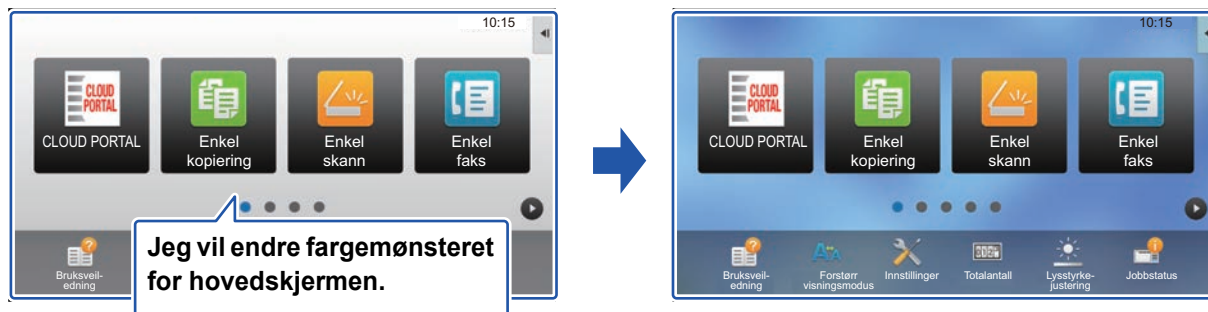 10:15
CLOUD
PORTAL
CLOUD PORTAL
Enkel
kopiering
Enkel
skann
Enkel
faks
Jeg vil endre fargemønsteret
for hovedskjermen.
Bruksveil-
edning
10:15
CLOUD
PORTAL
CLOUD PORTAL
Enkel
kopiering
Enkel
skann
Enkel
faks
Bruksveil-
edning
Forstørr
visningsmodus
Innstillinger
Totalantall
Lysstyrke-
justering
Jobbstatus